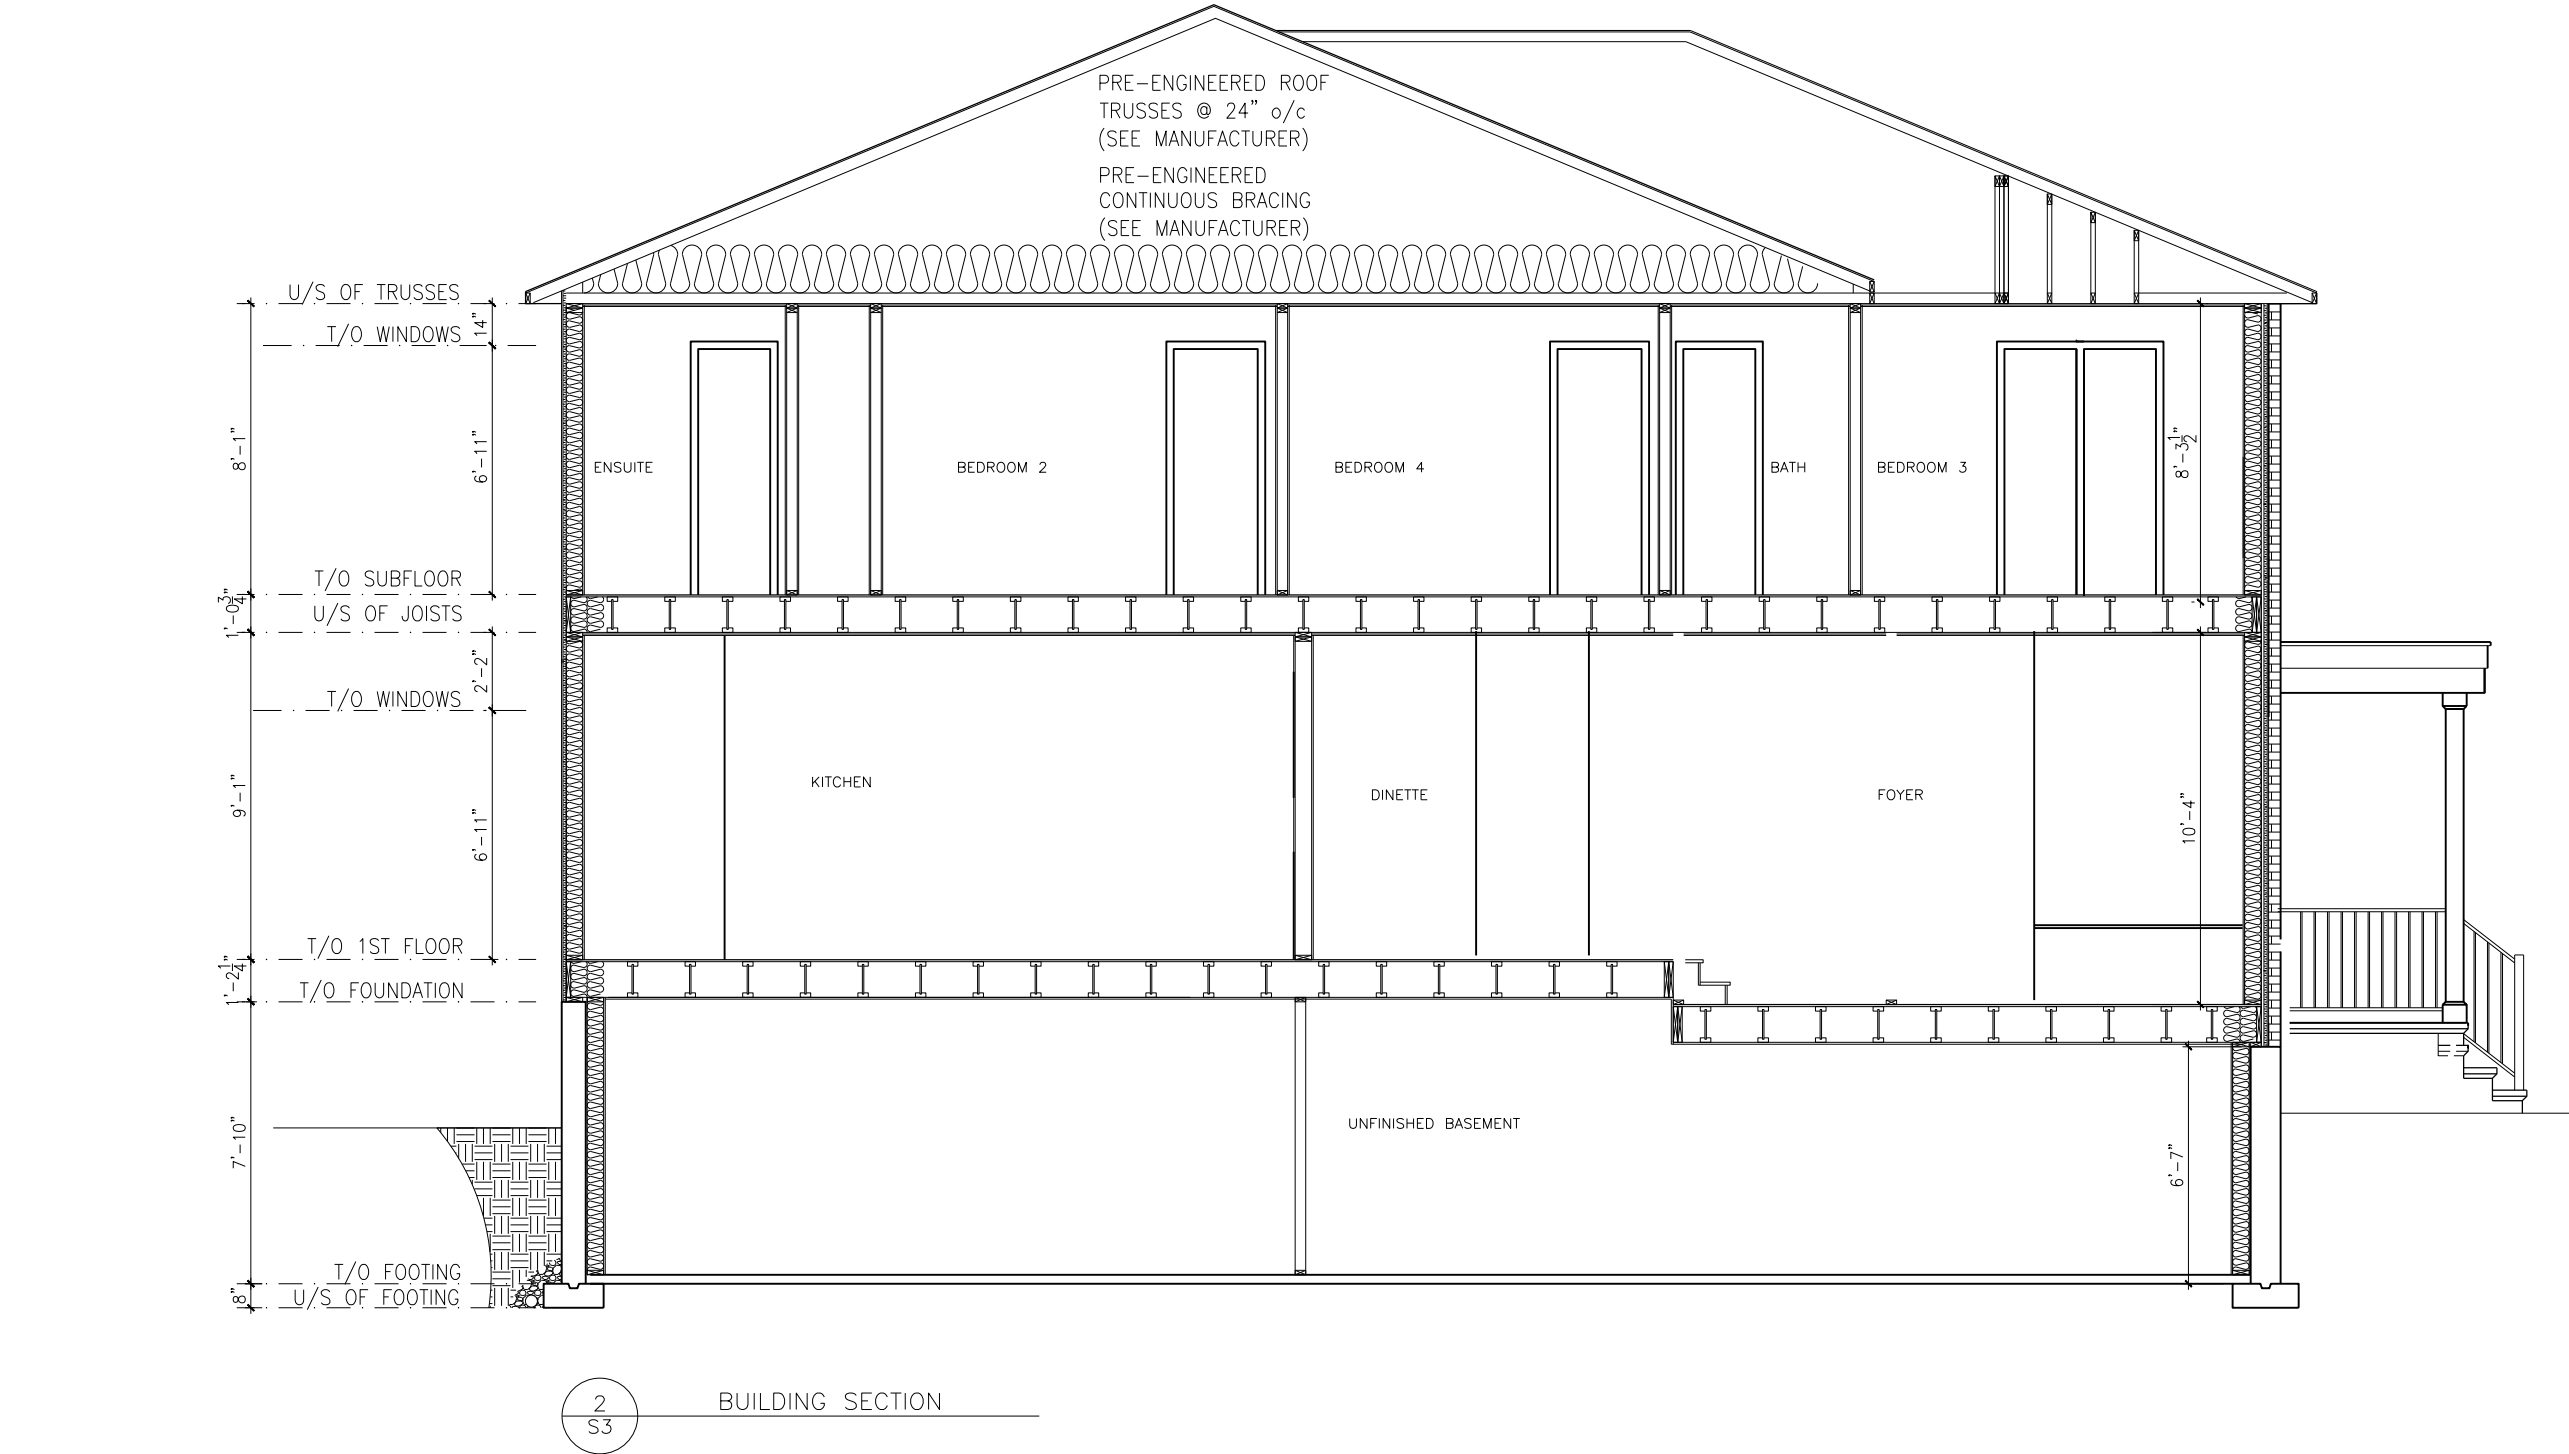 PRE-ENGINEERED ROOF
TRUSSES @ 24" o/c
(SEE MANUFACTURER)
PRE-ENGINEERED
CONTINUOUS BRACING
(SEE MANUFACTURER)
U/S OF TRUSSES
14"
T/O WINDOWS
8'-1"
6'-11"
ENSUITE
BEDROOM 2
BEDROOM 4
BATH
BEDROOM 3
8'-3 1/2"
T/O SUBFLOOR
1'-0 3/4"
U/S OF JOISTS
2'-2"
T/O WINDOWS
9'-1"
6'-11"
KITCHEN
DINETTE
FOYER
10'-4"
T/O 1ST FLOOR
1'-2 1/4"
T/O FOUNDATION
7'-10"
UNFINISHED BASEMENT
6'-7"
T/O FOOTING
8"
U/S OF FOOTING
2
S3
BUILDING SECTION